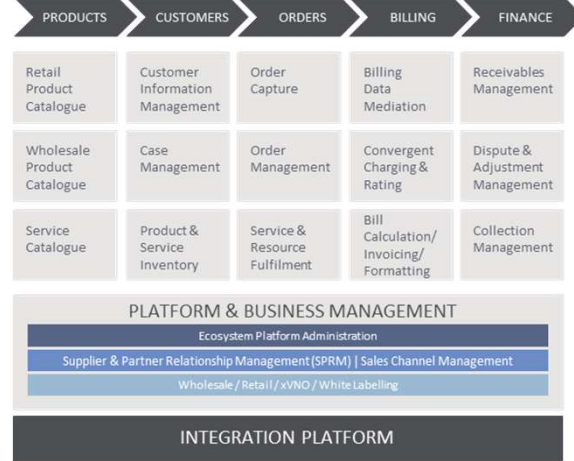 PRODUCTS
CUSTOMERS
ORDERS
BILLING
FINANCE
Retail
Product
Catalogue
Customer
Information
Management
Order
Capture
Billing
Data
Mediation
Receivables
Management
Wholesale
Product
Catalogue
Case
Management
Order
Management
Convergent
Charging &
Rating
Dispute &
Adjustment
Management
Service
Catalogue
Product &
Service
Inventory
Service &
Resource
Fulfilment
Bill
Calculation/
Invoicing/
Formatting
Collection
Management
PLATFORM & BUSINESS MANAGEMENT
Ecosystem Platform Administration
Supplier & Partner Relationship Management (SPRM) | Sales Channel Management
Wholesale / Retail / xVNO / White Labelling
INTEGRATION PLATFORM